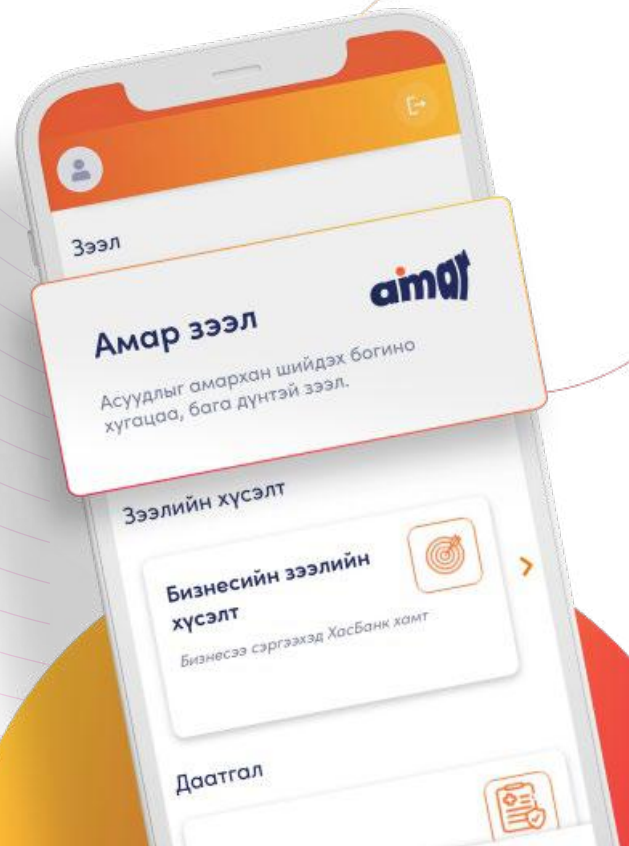 Зээл
amar
Амар зээл
Асуудлыг амархан шийдэх богино
хугацаа, бага дүнтэй зээл.
Зээлийн хүсэлт
Бизнесийн зээлийн
хүсэлт
Бизнесээ сэргээхэд ХасБанк хамт
Даатгал